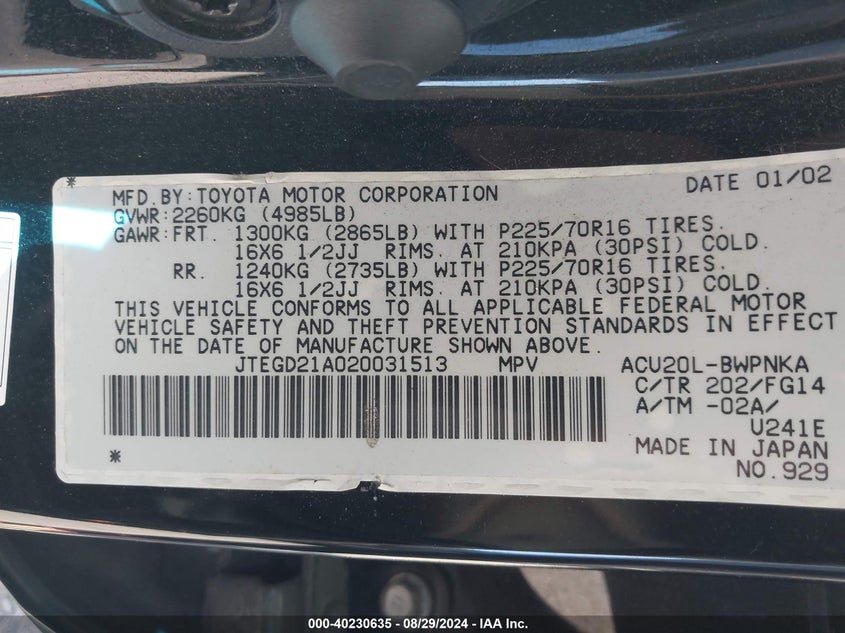 MFD.BY:TOYOTA MOTOR CORPORATION DATE 01/02
GVWR:2260KG (4985LB)
GAWR:FRT. 1300KG (2865LB) WITH P225/70R16 TIRES.
16X6 1/2JJ RIMS. AT 210KPA (30PSI) COLD.
RR. 1240KG (2735LB) WITH P225/70R16 TIRES.
16X6 1/2JJ RIMS. AT 210KPA (30PSI) COLD.
THIS VEHICLE CONFORMS TO ALL APPLICABLE FEDERAL MOTOR
VEHICLE SAFETY AND THEFT PREVENTION STANDARDS IN EFFECT
ON THE DATE OF MANUFACTURE SHOWN ABOVE.
JTEGD21A020031513 MPV ACU20L-BWPNKA
C/TR 202/FG14
A/TM -02A/
U241E
MADE IN JAPAN
NO.929
000-40230635 - 08/29/2024 - IAA Inc.